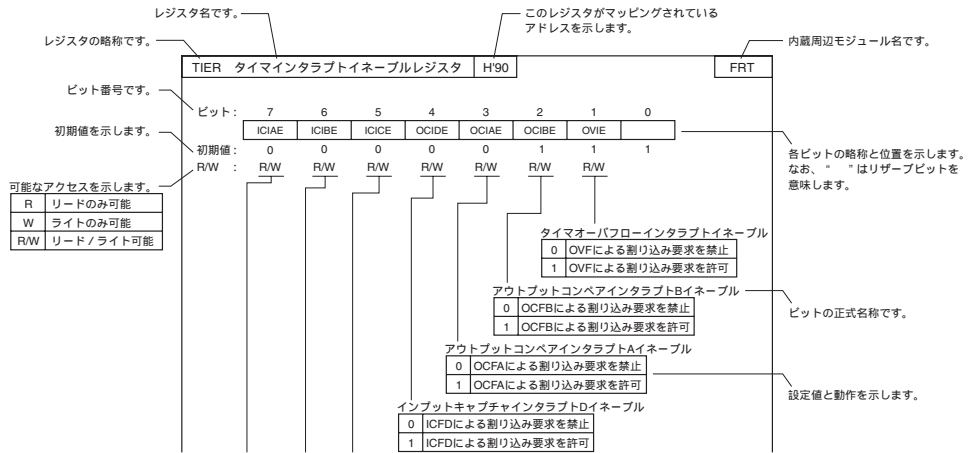 レジスタ名です。
このレジスタがマッピングされている
アドレスを示します。
レジスタの略称です。
内蔵周辺モジュール名です。
TIER タイマインタラプトイネーブルレジスタ H'90 FRT
ビット番号です。
ビット: 7 6 5 4 3 2 1 0
ICIAE ICIBE ICICE OCIDE OCIAE OCIBE OVIE
初期値を示します。
初期値: 0 0 0 0 0 1 1 1
R/W : R/W R/W R/W R/W R/W R/W R/W
各ビットの略称と位置を示します。
なお、“ ”はリザーブビットを
意味します。
可能なアクセスを示します。
R リードのみ可能
W ライトのみ可能
R/W リード / ライト可能
タイマオーバフローインタラプトイネーブル
0 OVFによる割り込み要求を禁止
1 OVFによる割り込み要求を許可
アウトプットコンペアインタラプトBイネーブル
0 OCFBによる割り込み要求を禁止
1 OCFBによる割り込み要求を許可
ビットの正式名称です。
アウトプットコンペアインタラプトAイネーブル
0 OCFAによる割り込み要求を禁止
1 OCFAによる割り込み要求を許可
設定値と動作を示します。
インプットキャプチャインタラプトDイネーブル
0 ICFDによる割り込み要求を禁止
1 ICFDによる割り込み要求を許可